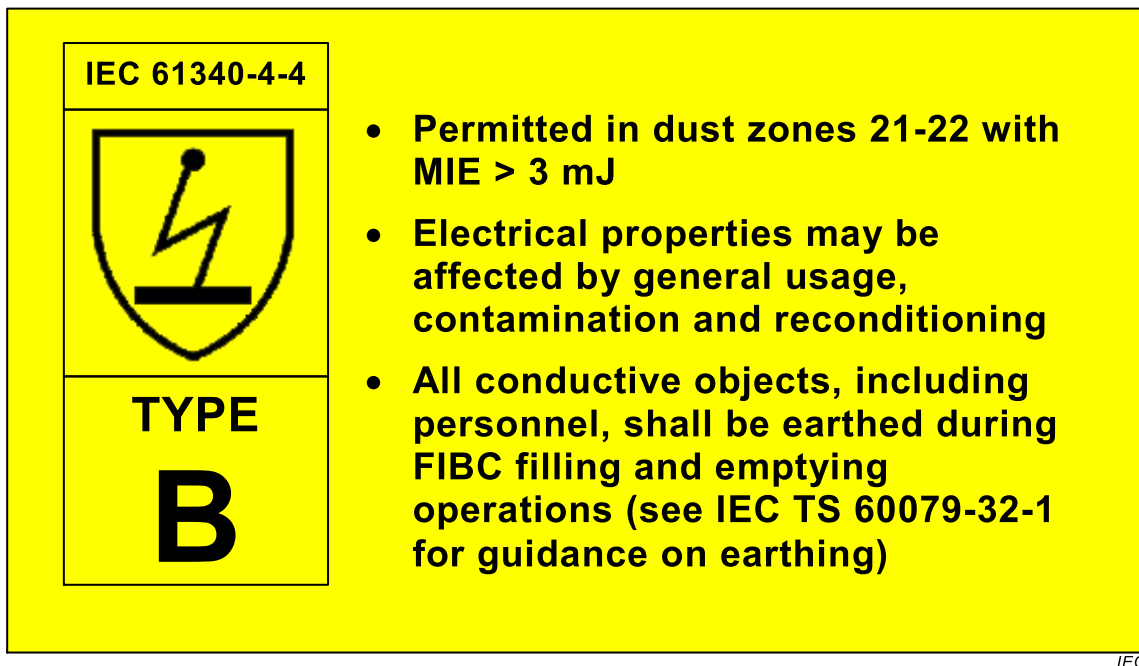 IEC 61340-4-4
TYPE
B
• Permitted in dust zones 21-22 with
MIE > 3 mJ
• Electrical properties may be
affected by general usage,
contamination and reconditioning
• All conductive objects, including
personnel, shall be earthed during
FIBC filling and emptying
operations (see IEC TS 60079-32-1
for guidance on earthing)
IEC